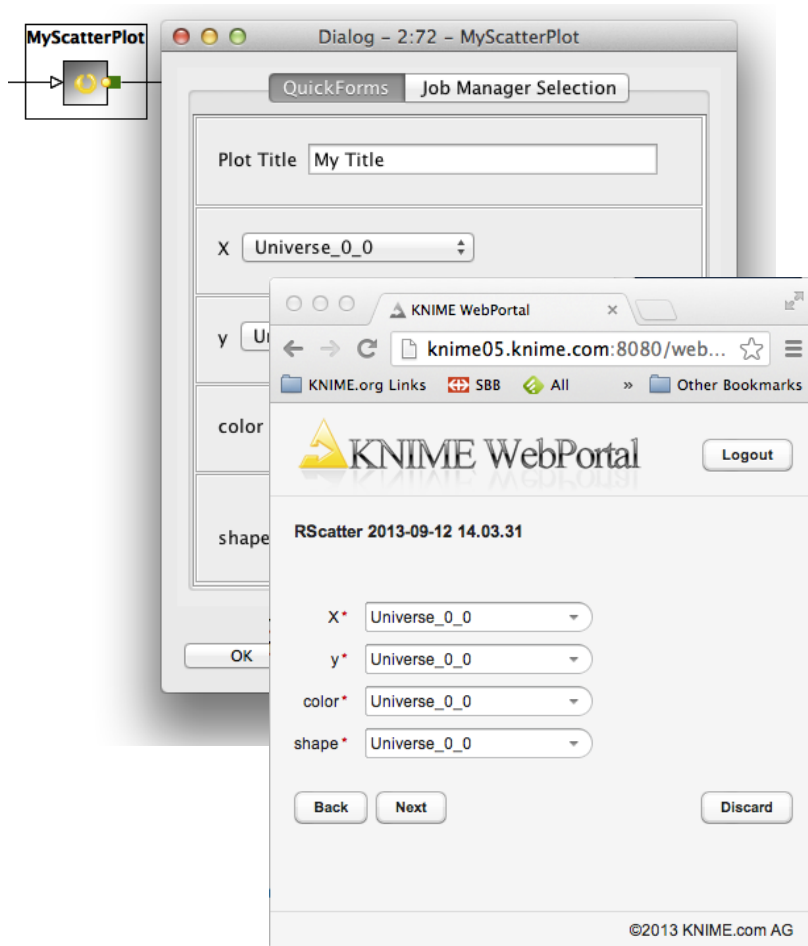 MyScatterPlot
Dialog – 2:72 – MyScatterPlot
QuickForms Job Manager Selection
Plot Title My Title
X Universe_0_0
y
color
shape
OK
KNIME WebPortal
knime05.knime.com:8080/web...
KNIME.org Links SBB All » Other Bookmarks
KNIME WebPortal Logout
RScatter 2013-09-12 14.03.31
X* Universe_0_0
y* Universe_0_0
color* Universe_0_0
shape* Universe_0_0
Back Next Discard
©2013 KNIME.com AG